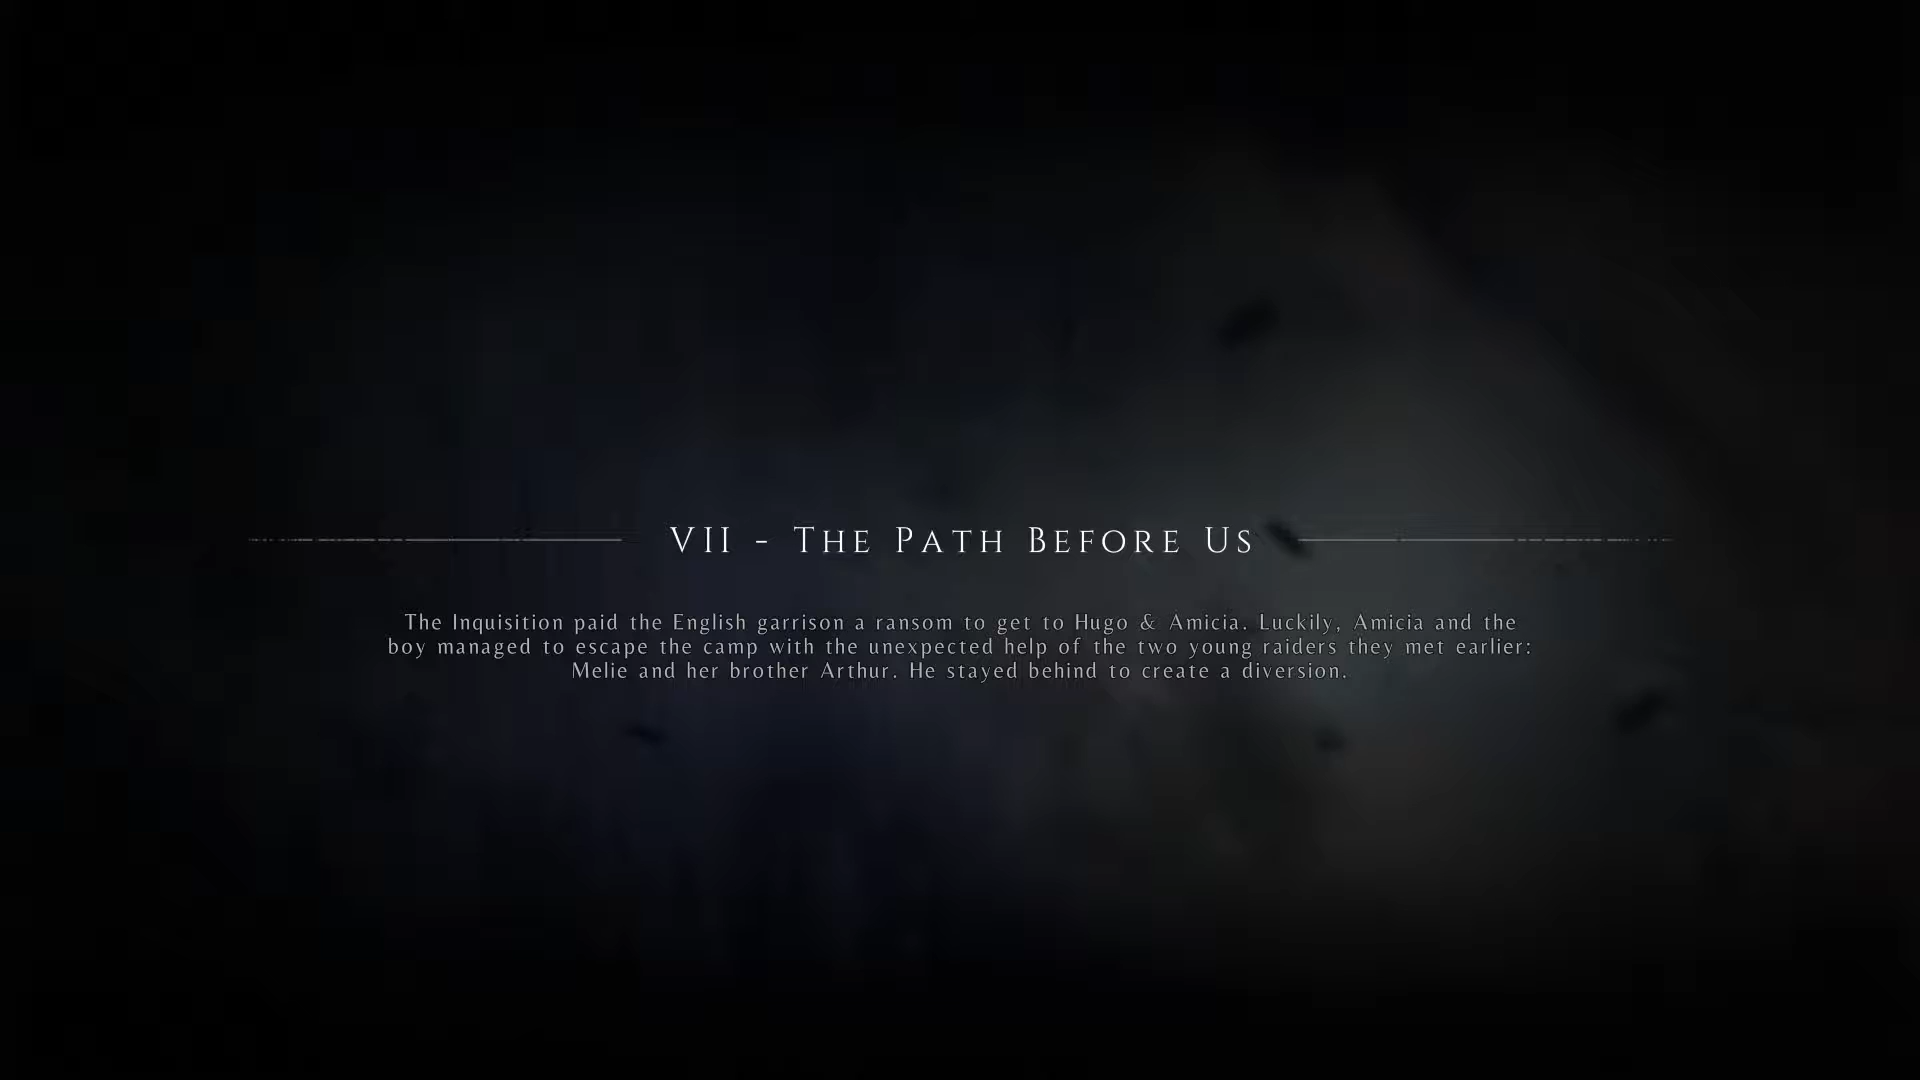 VII - The Path Before Us
The Inquisition paid the English garrison a ransom to get to Hugo & Amicia. Luckily, Amicia and the
boy managed to escape the camp with the unexpected help of the two young raiders they met earlier:
Melie and her brother Arthur. He stayed behind to create a diversion.